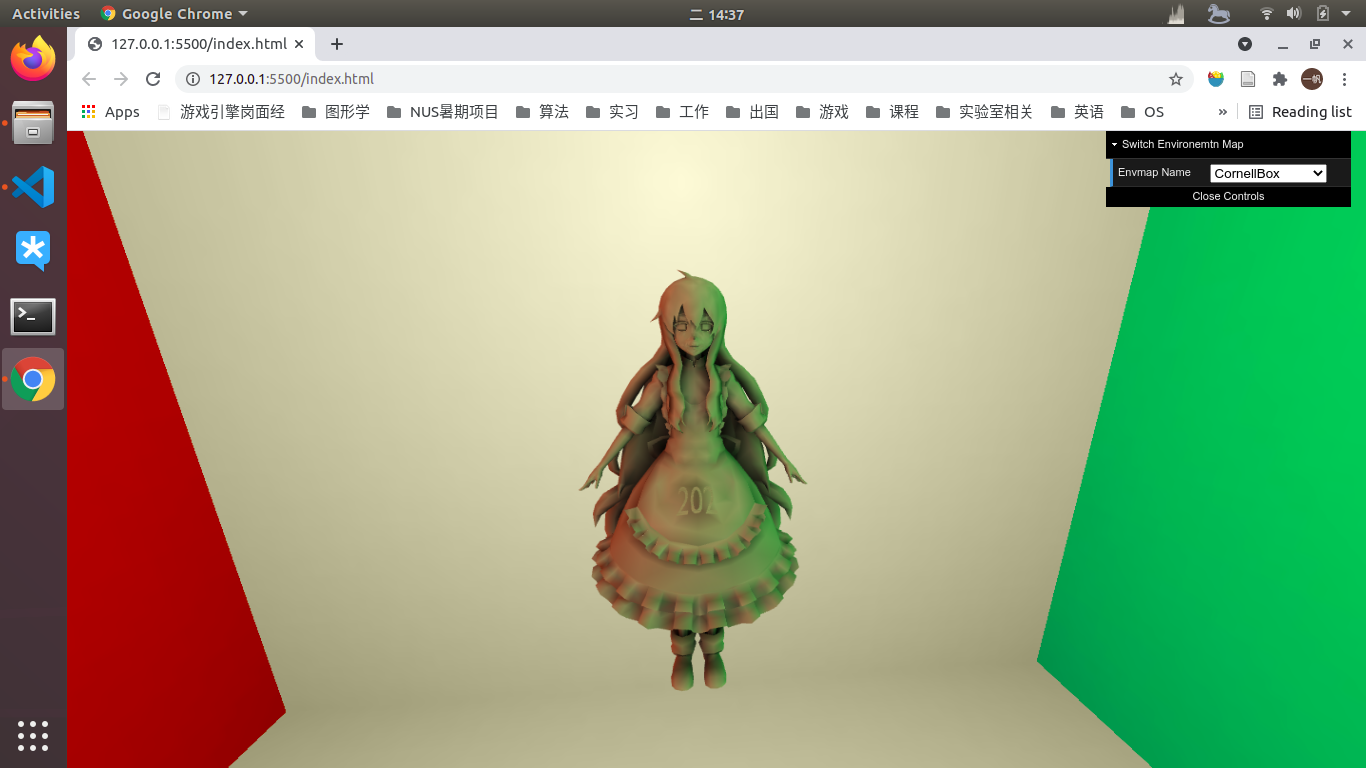 Activities Google Chrome 二 14:37
127.0.0.1:5500/index.html
127.0.0.1:5500/index.html
Apps 游戏引擎岗面经 图形学 NUS暑期项目 算法 实习 工作 出国 游戏 课程 实验室相关 英语 OS » Reading list
Switch Environemtn Map
Envmap Name CornellBox
Close Controls
202